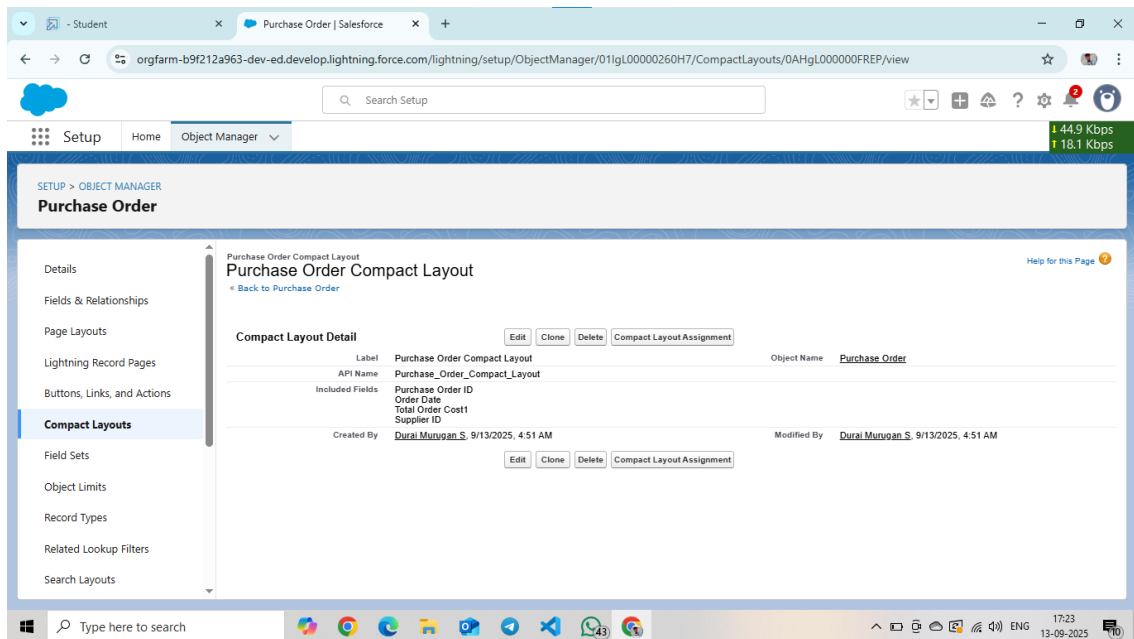 - Student
Purchase Order | Salesforce
orgfarm-b9f212a963-dev-ed.develop.lightning.force.com/lightning/setup/ObjectManager/01IgL00000260H7/CompactLayouts/0AHgL000000FREP/view
Search Setup
2
Setup
Home
Object Manager
44.9 Kbps
18.1 Kbps
SETUP > OBJECT MANAGER
Purchase Order
Details
Fields & Relationships
Page Layouts
Lightning Record Pages
Buttons, Links, and Actions
Compact Layouts
Field Sets
Object Limits
Record Types
Related Lookup Filters
Search Layouts
Purchase Order Compact Layout
Purchase Order Compact Layout
« Back to Purchase Order
Help for this Page
Compact Layout Detail
Edit Clone Delete Compact Layout Assignment
Label Purchase Order Compact Layout Object Name Purchase Order
API Name Purchase_Order_Compact_Layout
Included Fields Purchase Order ID
Order Date
Total Order Cost1
Supplier ID
Created By Durai Murugan S, 9/13/2025, 4:51 AM Modified By Durai Murugan S, 9/13/2025, 4:51 AM
Edit Clone Delete Compact Layout Assignment
Type here to search
43
ENG
17:23
13-09-2025
10